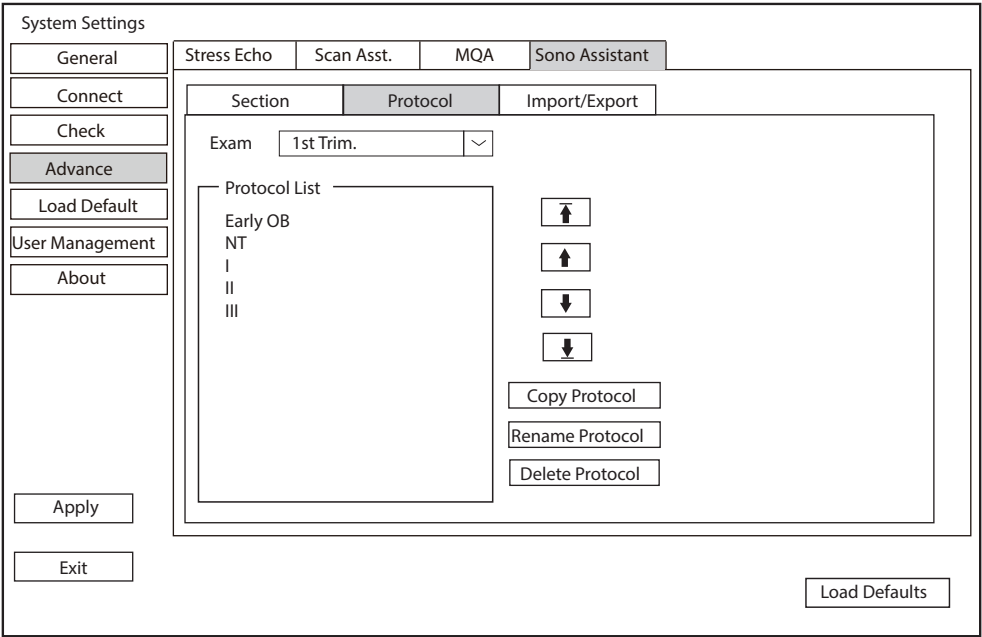 System Settings
General
Connect
Check
Advance
Load Default
User Management
About
Apply
Exit
Stress Echo
Scan Asst.
MQA
Sono Assistant
Section
Protocol
Import/Export
Exam
1st Trim.
Protocol List
Early OB
NT
I
II
III
Copy Protocol
Rename Protocol
Delete Protocol
Load Defaults